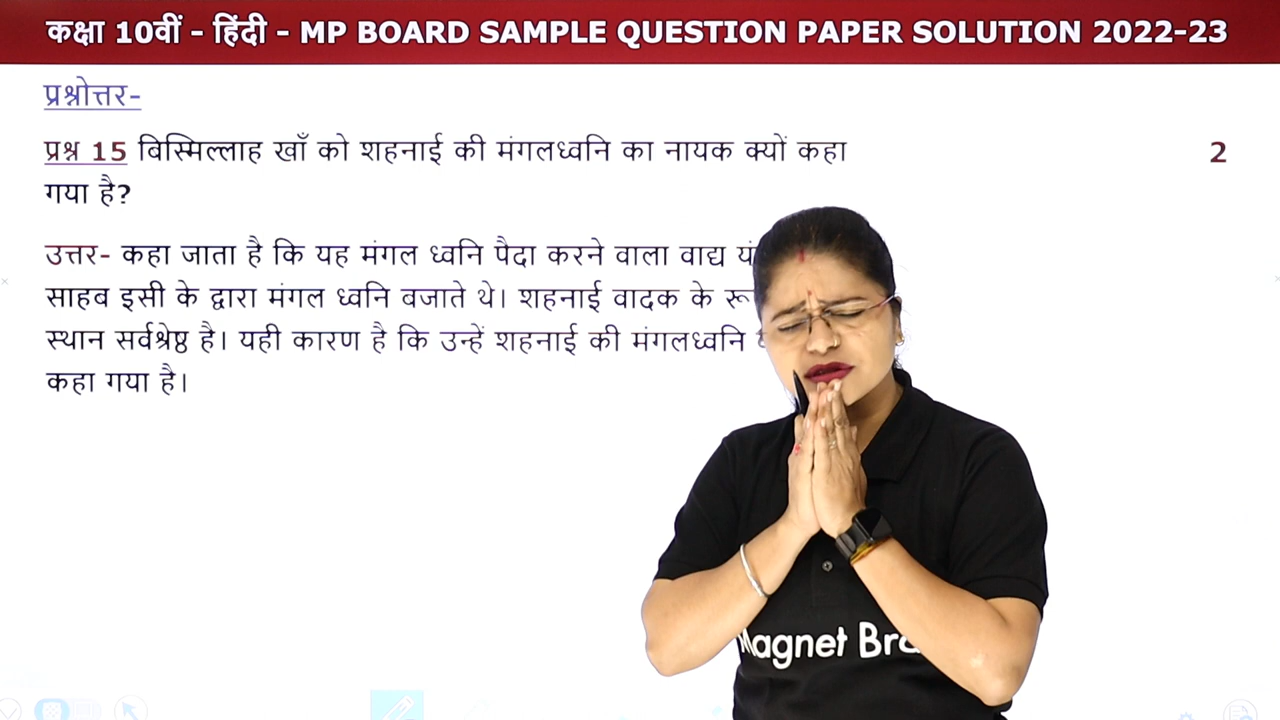 कक्षा 10वीं - हिंदी - MP BOARD SAMPLE QUESTION PAPER SOLUTION 2022-23
प्रश्नोत्तर-
प्रश्न 15 बिस्मिल्लाह खाँ को शहनाई की मंगलध्वनि का नायक क्यों कहा 2
गया है?
उत्तर- कहा जाता है कि यह मंगल ध्वनि पैदा करने वाला वाद्य
साहब इसी के द्वारा मंगल ध्वनि बजाते थे। शहनाई वादक के
स्थान सर्वश्रेष्ठ है। यही कारण है कि उन्हें शहनाई की मंगलध्वनि
कहा गया है।
Magnet